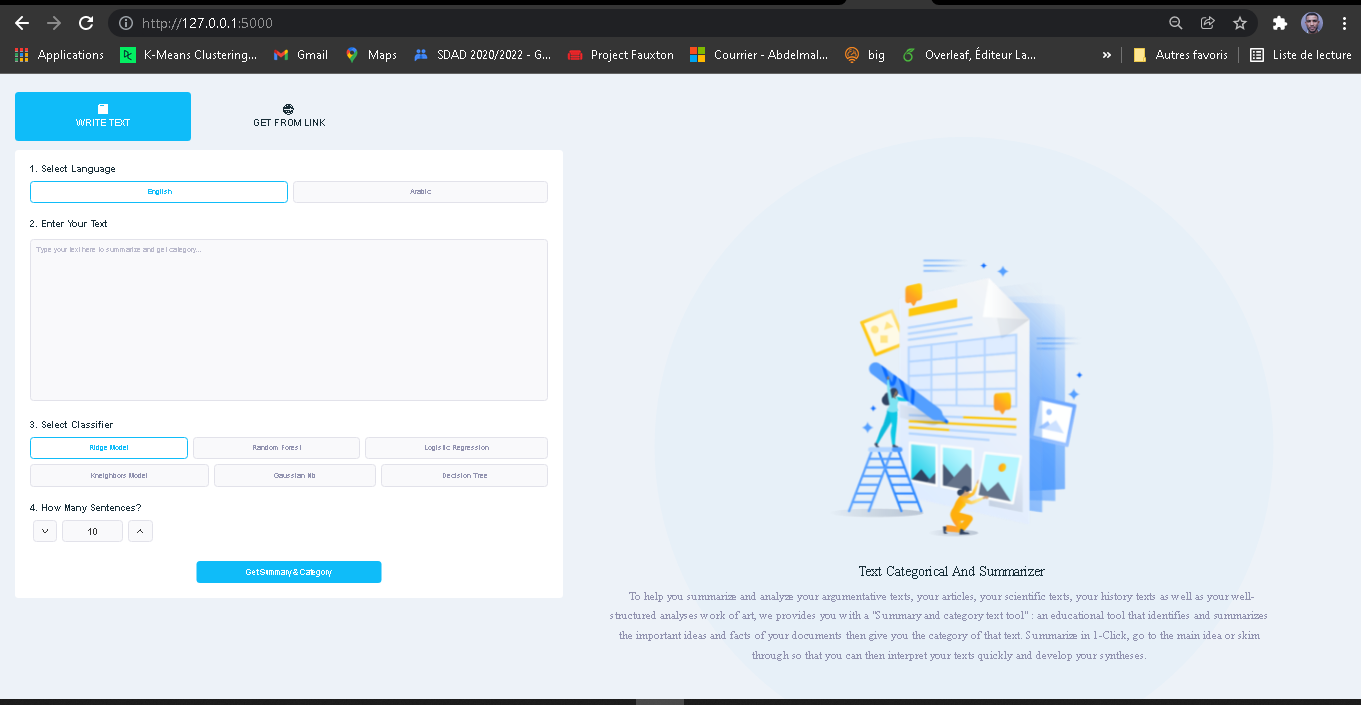 http://127.0.0.1:5000
Applications
K-Means Clustering...
Gmail
Maps
SDAD 2020/2022 - G...
Project Fauxton
Courrier - Abdelmal...
big
Overleaf, Éditeur La...
»
Autres favoris
Liste de lecture
WRITE TEXT
GET FROM LINK
1. Select Language
English
Arabic
2. Enter Your Text
Type your text here to summarize and get category...
3. Select Classifier
Ridge Model
Random Forest
Logistic Regression
Kneighbors Model
Gaussian Nb
Decision Tree
4. How Many Sentences?
10
Get Summary & Category
Text Categorical And Summarizer
To help you summarize and analyze your argumentative texts, your articles, your scientific texts, your history texts as well as your well-
structured analyses work of art, we provides you with a "Summary and category text tool" : an educational tool that identifies and summarizes
the important ideas and facts of your documents then give you the category of that text. Summarize in 1-Click, go to the main idea or skim
through so that you can then interpret your texts quickly and develop your syntheses.